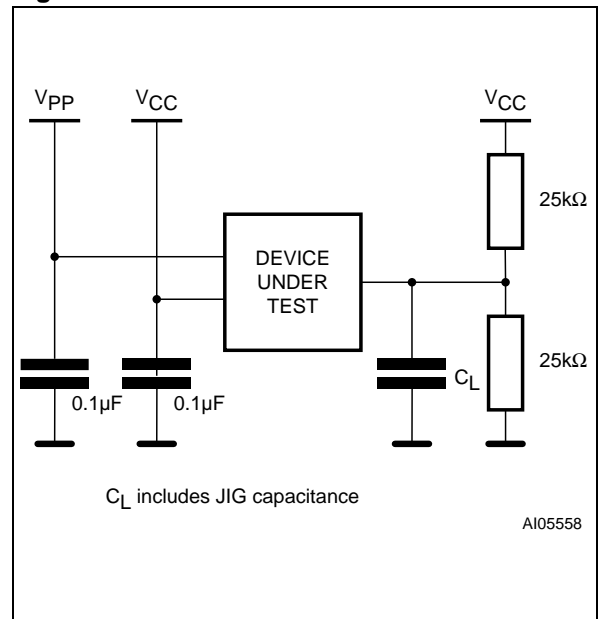 VPP
VCC
VCC
25kΩ
DEVICE
UNDER
TEST
25kΩ
CL
0.1µF
0.1µF
CL includes JIG capacitance
AI05558